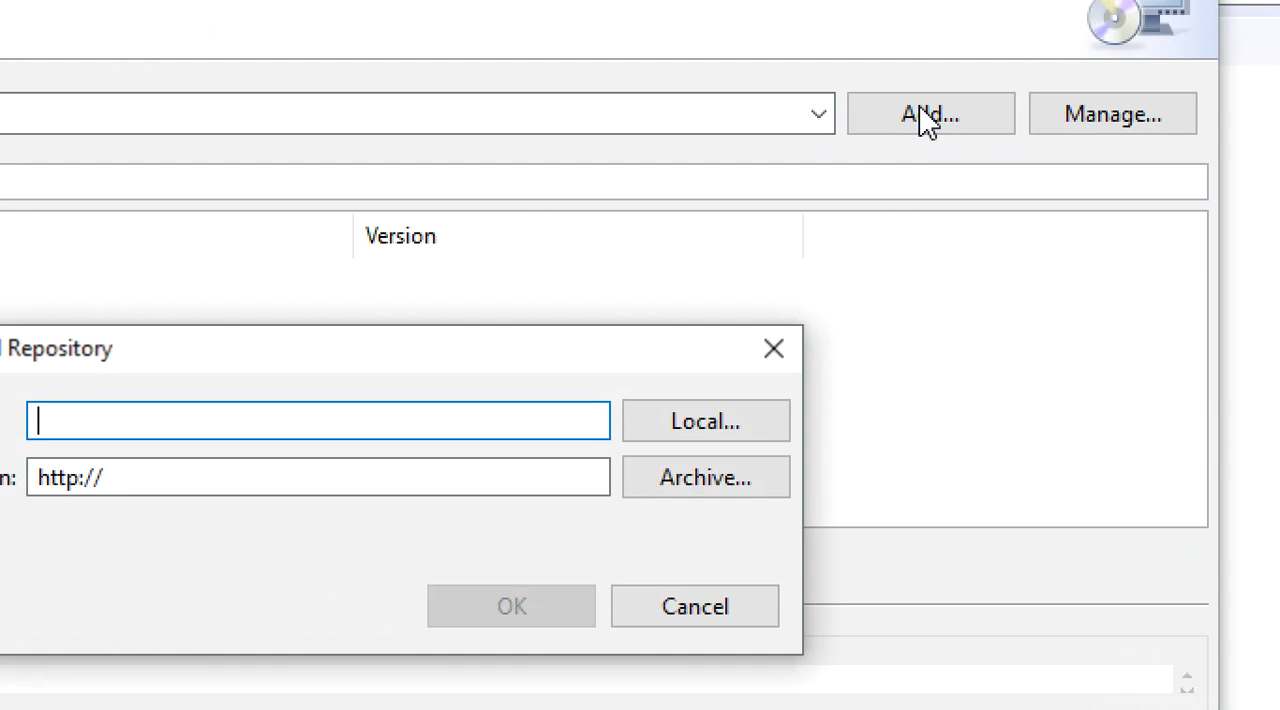 Add... Manage...
Version
Repository
Local...
n: http:// Archive...
OK Cancel